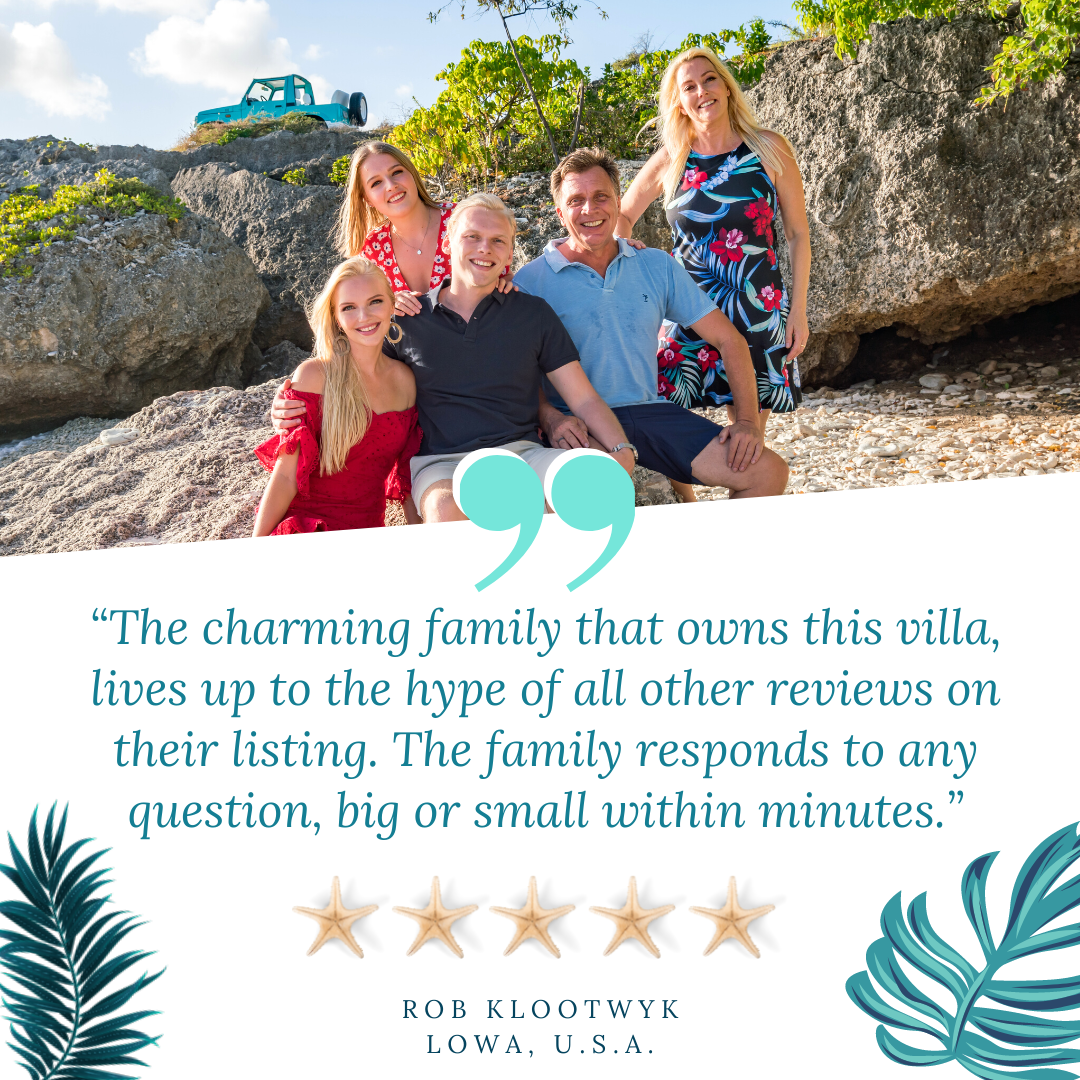 “The charming family that owns this villa,
lives up to the hype of all other reviews on
their listing. The family responds to any
question, big or small within minutes.”
ROB KLOOTWYK
LOWA, U.S.A.